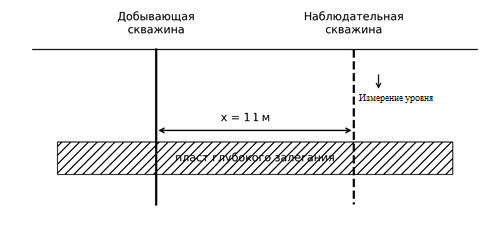 Добывающая
скважина
Наблюдательная
скважина
Измерение уровня
x = 11 м
пласт глубокого залегания